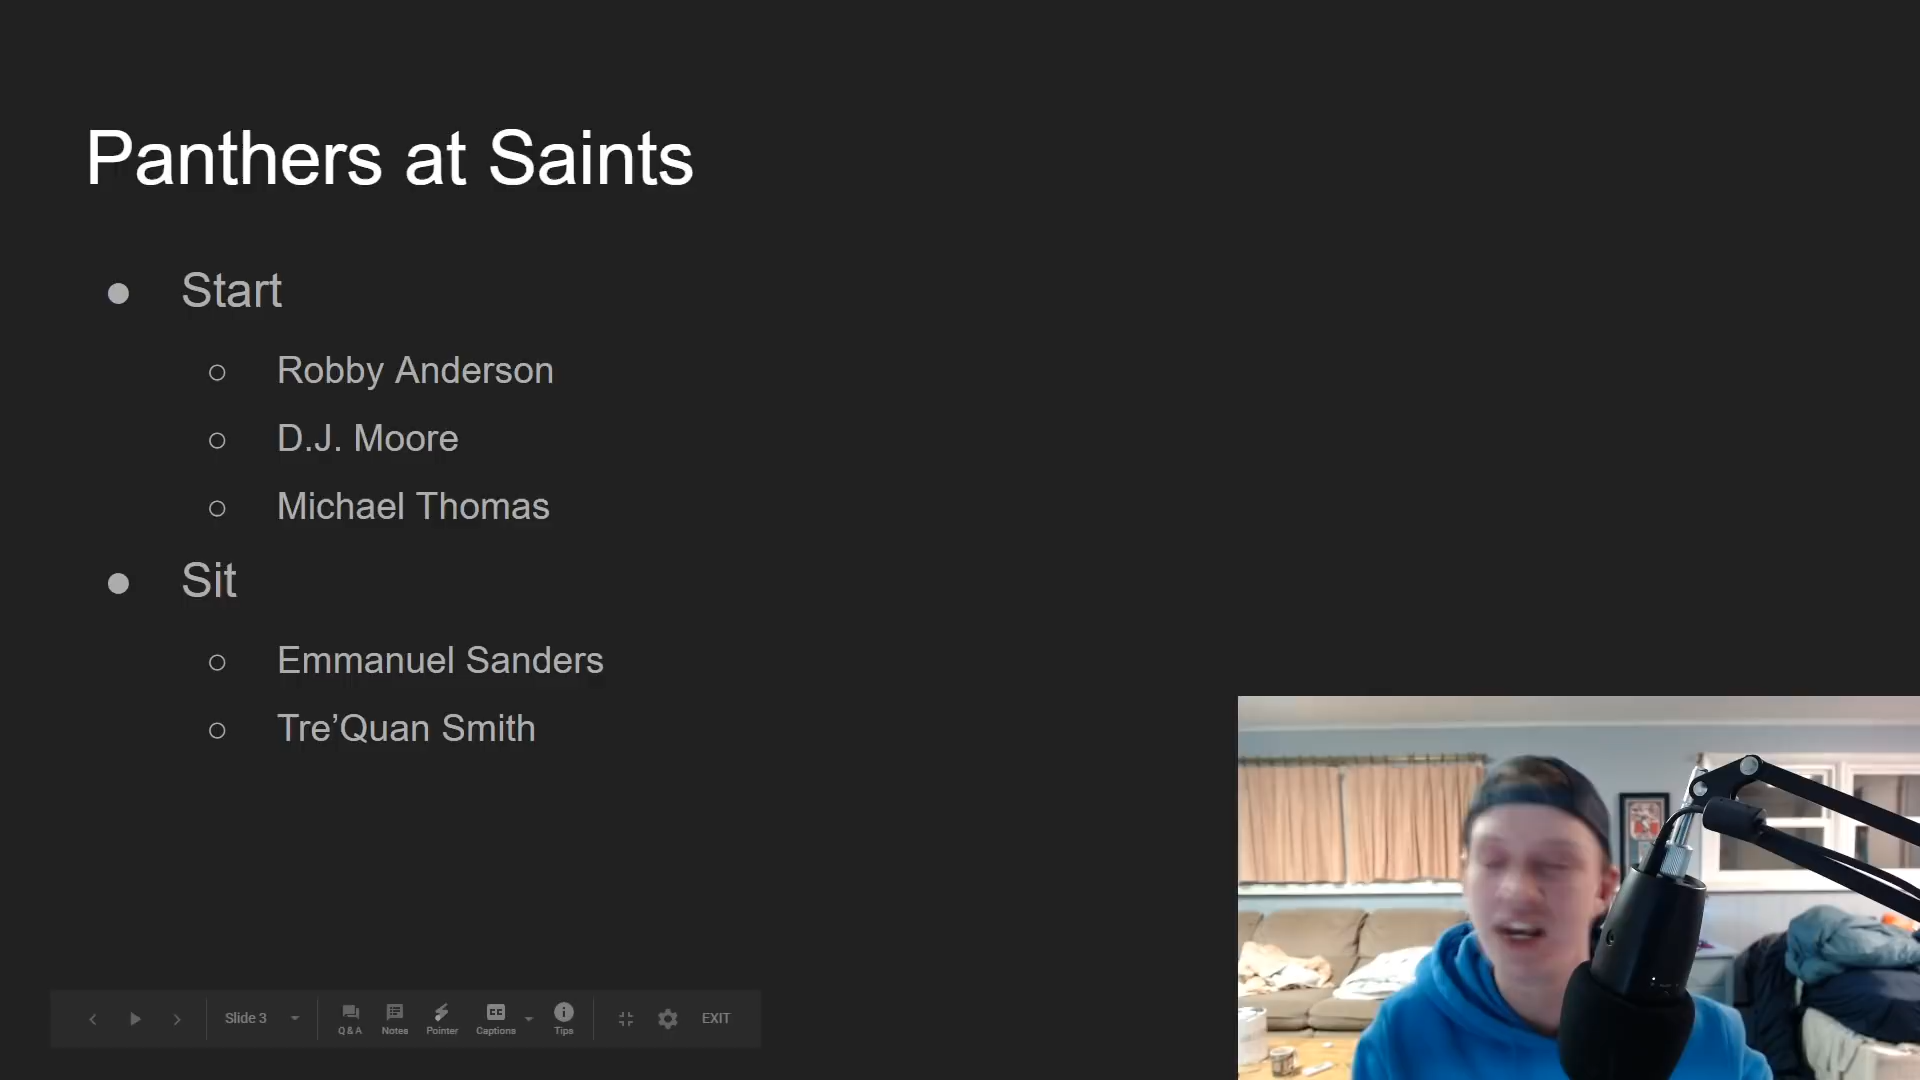 Panthers at Saints
Start
Robby Anderson
D.J. Moore
Michael Thomas
Sit
Emmanuel Sanders
Tre’Quan Smith
Slide 3
Q & A
Notes
Pointer
Captions
Tips
EXIT